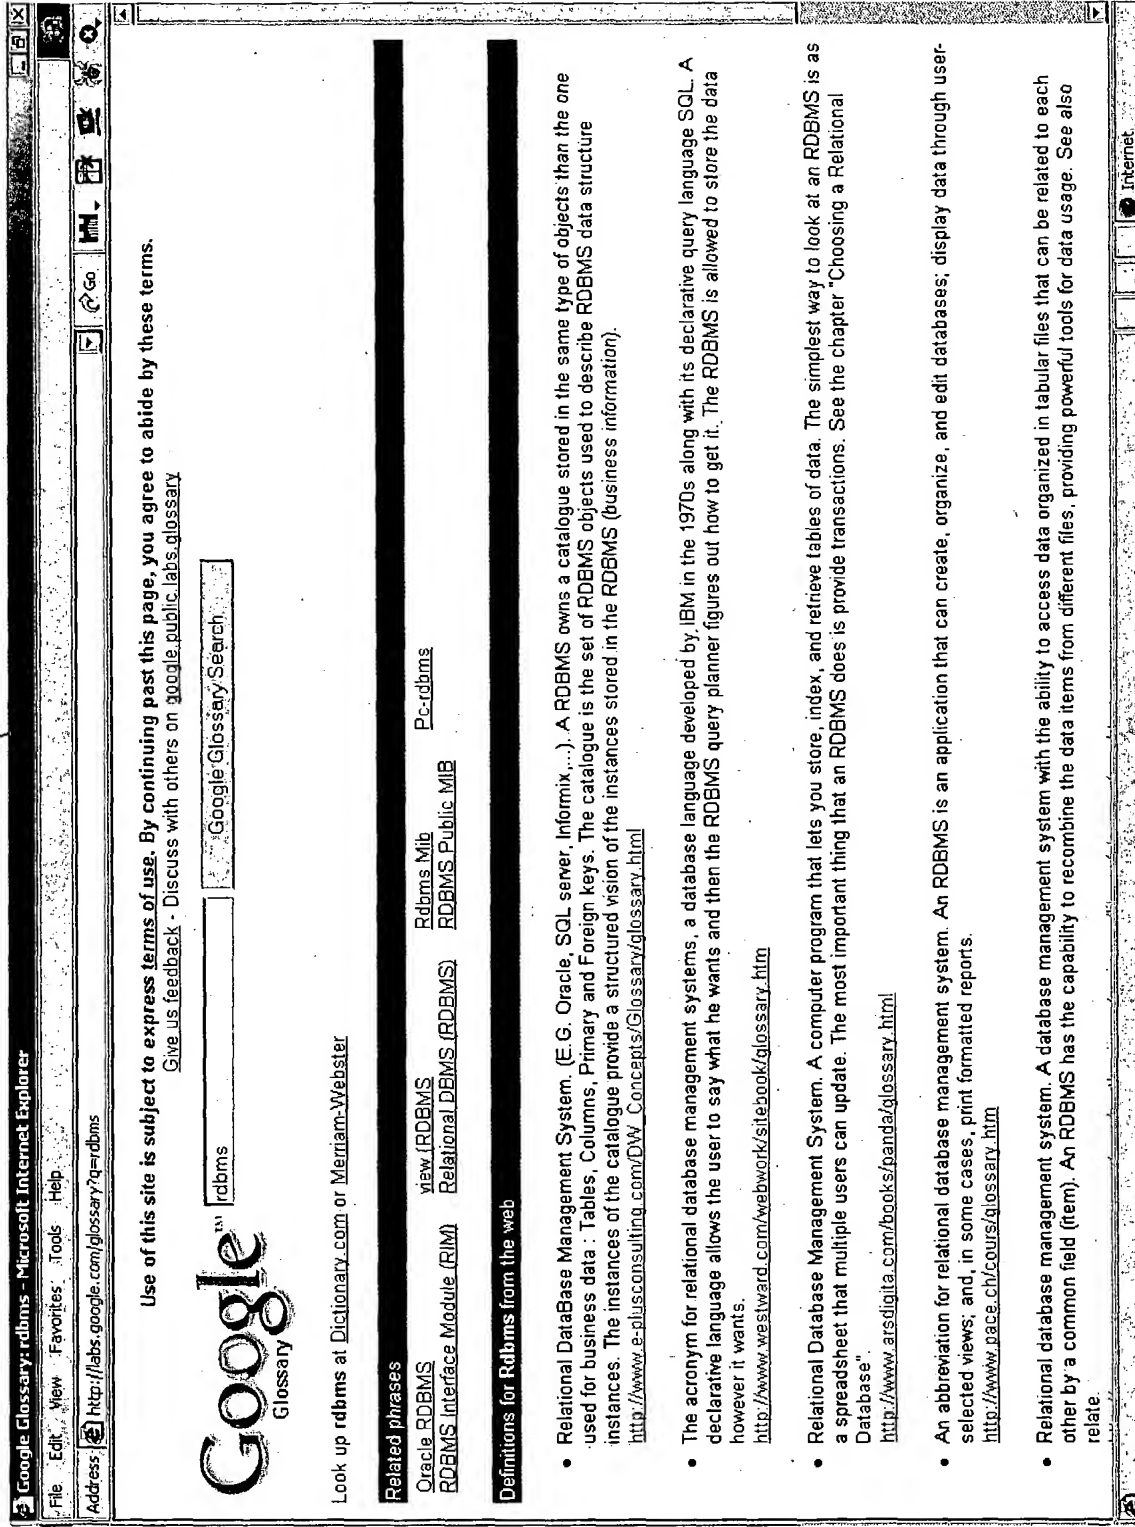 Google Glossary: rdbms - Microsoft Internet Explorer
File Edit View Favorites Tools Help
Address http://labs.google.com/glossary?q=rdbms Go
Use of this site is subject to express terms of use. By continuing past this page, you agree to abide by these terms.
Give us feedback - Discuss with others on google.public.labs.glossary
Google™ rdbms Google Glossary Search
Glossary
Look up rdbms at Dictionary.com or Merriam-Webster
Related phrases
Oracle RDBMS view (RDBMS Rdbms Mib Pc-rdbms
RDBMS Interface Module (RIM) Relational DBMS (RDBMS) RDBMS Public MIB
Definitions for Rdbms from the web
• Relational DataBase Management System. (E.G. Oracle, SQL server, Informix,...). A RDBMS owns a catalogue stored in the same type of objects than the one
used for business data : Tables, Columns, Primary and Foreign keys. The catalogue is the set of RDBMS objects used to describe RDBMS data structure
instances. The instances of the catalogue provide a structured vision of the instances stored in the RDBMS (business information).
http://www.e-plusconsulting.com/DW_Concepts/Glossary/glossary.html
• The acronym for relational database management systems, a database language developed by IBM in the 1970s along with its declarative query language SQL. A
declarative language allows the user to say what he wants and then the RDBMS query planner figures out how to get it. The RDBMS is allowed to store the data
however it wants.
http://www.westward.com/webwork/sitebook/glossary.htm
• Relational Database Management System. A computer program that lets you store, index, and retrieve tables of data. The simplest way to look at an RDBMS is as
a spreadsheet that multiple users can update. The most important thing that an RDBMS does is provide transactions. See the chapter "Choosing a Relational
Database".
http://www.arsdigita.com/books/panda/glossary.html
• An abbreviation for relational database management system. An RDBMS is an application that can create, organize, and edit databases; display data through user-
selected views; and, in some cases, print formatted reports.
http://www.pace.ch/cours/glossary.htm
• Relational database management system. A database management system with the ability to access data organized in tabular files that can be related to each
other by a common field (item). An RDBMS has the capability to recombine the data items from different files, providing powerful tools for data usage. See also
relate.
Internet